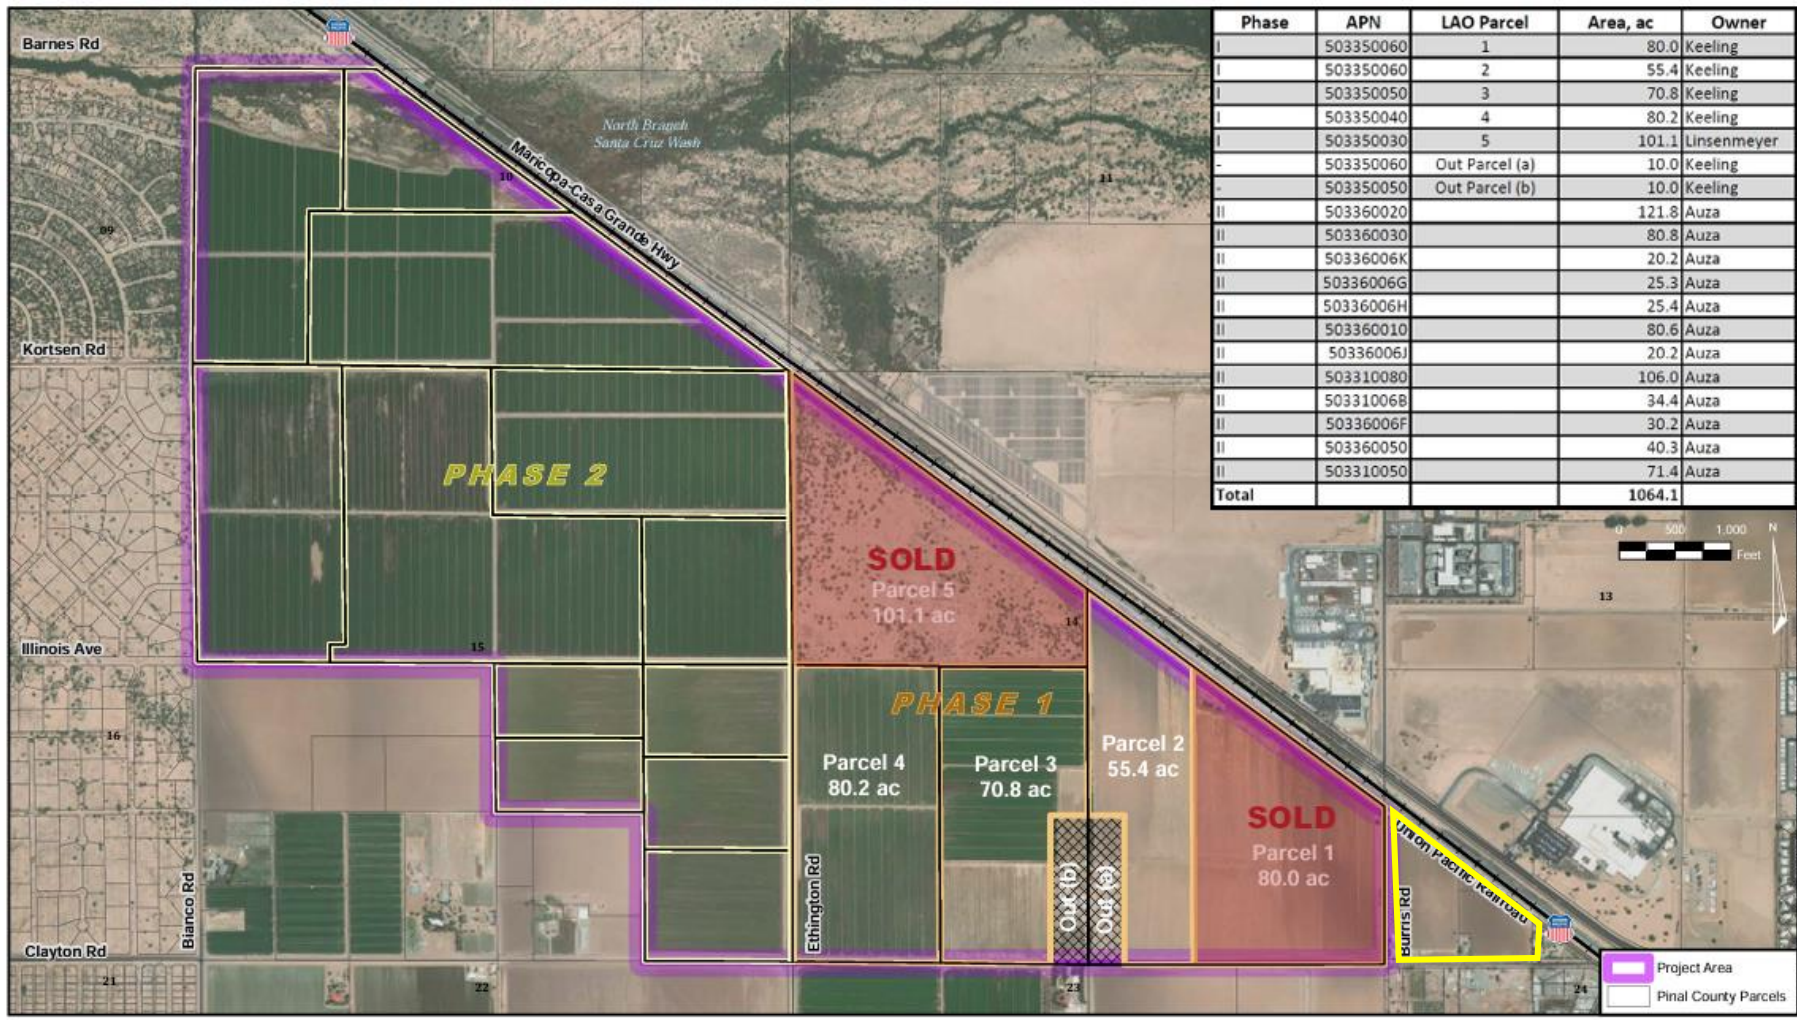 Barnes Rd
North Branch
Santa Cruz Wash
Maricopa-Casa Grande Hwy
10
11
09
Kortsen Rd
Phase APN LAO Parcel Area, ac Owner
I 503350060 1 80.0 Keeling
I 503350060 2 55.4 Keeling
I 503350050 3 70.8 Keeling
I 503350040 4 80.2 Keeling
I 503350030 5 101.1 Linsenmeyer
- 503350060 Out Parcel (a) 10.0 Keeling
- 503350050 Out Parcel (b) 10.0 Keeling
II 503360020 121.8 Auza
II 503360030 80.8 Auza
II 50336006K 20.2 Auza
II 50336006G 25.3 Auza
II 50336006H 25.4 Auza
II 503360010 80.6 Auza
II 50336006J 20.2 Auza
II 503310080 106.0 Auza
II 50331006B 34.4 Auza
II 50336006F 30.2 Auza
II 503360050 40.3 Auza
II 503310050 71.4 Auza
Total 1064.1
0 500 1,000
Feet
N
PHASE 2
SOLD
Parcel 5
101.1 ac
13
14
15
Illinois Ave
PHASE 1
16
Parcel 4
80.2 ac
Parcel 3
70.8 ac
Parcel 2
55.4 ac
SOLD
Parcel 1
80.0 ac
Out (b)
Out (a)
Union Pacific Railroad
Burris Rd
Ethington Rd
Bianco Rd
Clayton Rd
21
22
23
24
Project Area
Pinal County Parcels